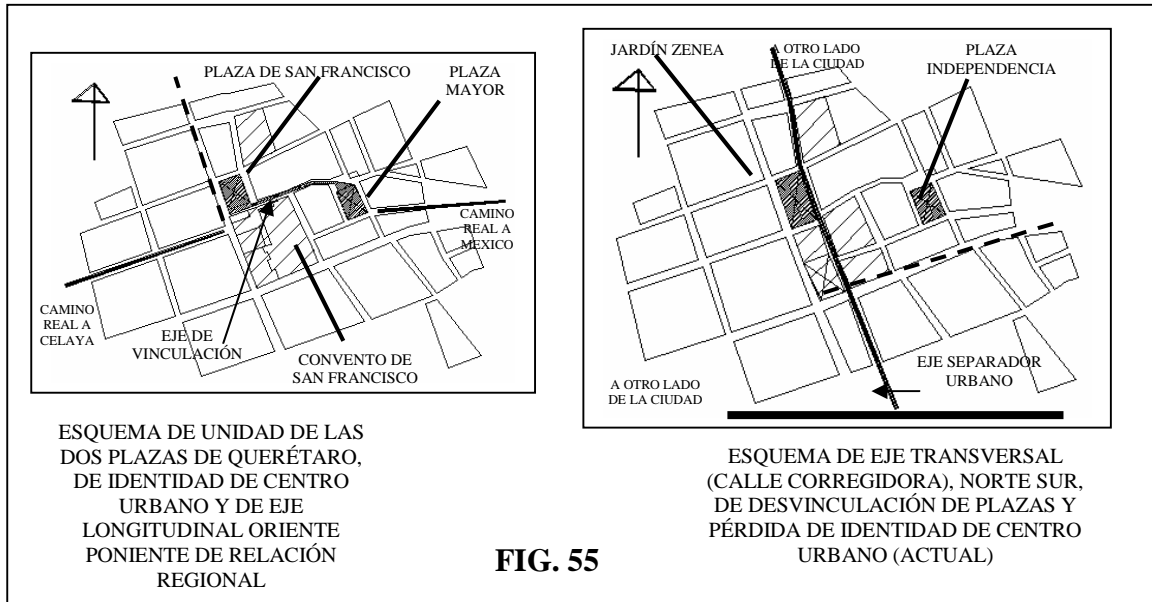 PLAZA DE SAN FRANCISCO
PLAZA
MAYOR
CAMINO
REAL A
MEXICO
CAMINO
REAL A
CELAYA
EJE DE
VINCULACIÓN
CONVENTO DE
SAN FRANCISCO
ESQUEMA DE UNIDAD DE LAS
DOS PLAZAS DE QUERÉTARO,
DE IDENTIDAD DE CENTRO
URBANO Y DE EJE
LONGITUDINAL ORIENTE
PONIENTE DE RELACIÓN
REGIONAL
JARDÍN ZENEA
A OTRO LADO
DE LA CIUDAD
PLAZA
INDEPENDENCIA
EJE SEPARADOR
URBANO
A OTRO LADO
DE LA CIUDAD
ESQUEMA DE EJE TRANSVERSAL
(CALLE CORREGIDORA), NORTE SUR,
DE DESVINCULACIÓN DE PLAZAS Y
PÉRDIDA DE IDENTIDAD DE CENTRO
URBANO (ACTUAL)
FIG. 55